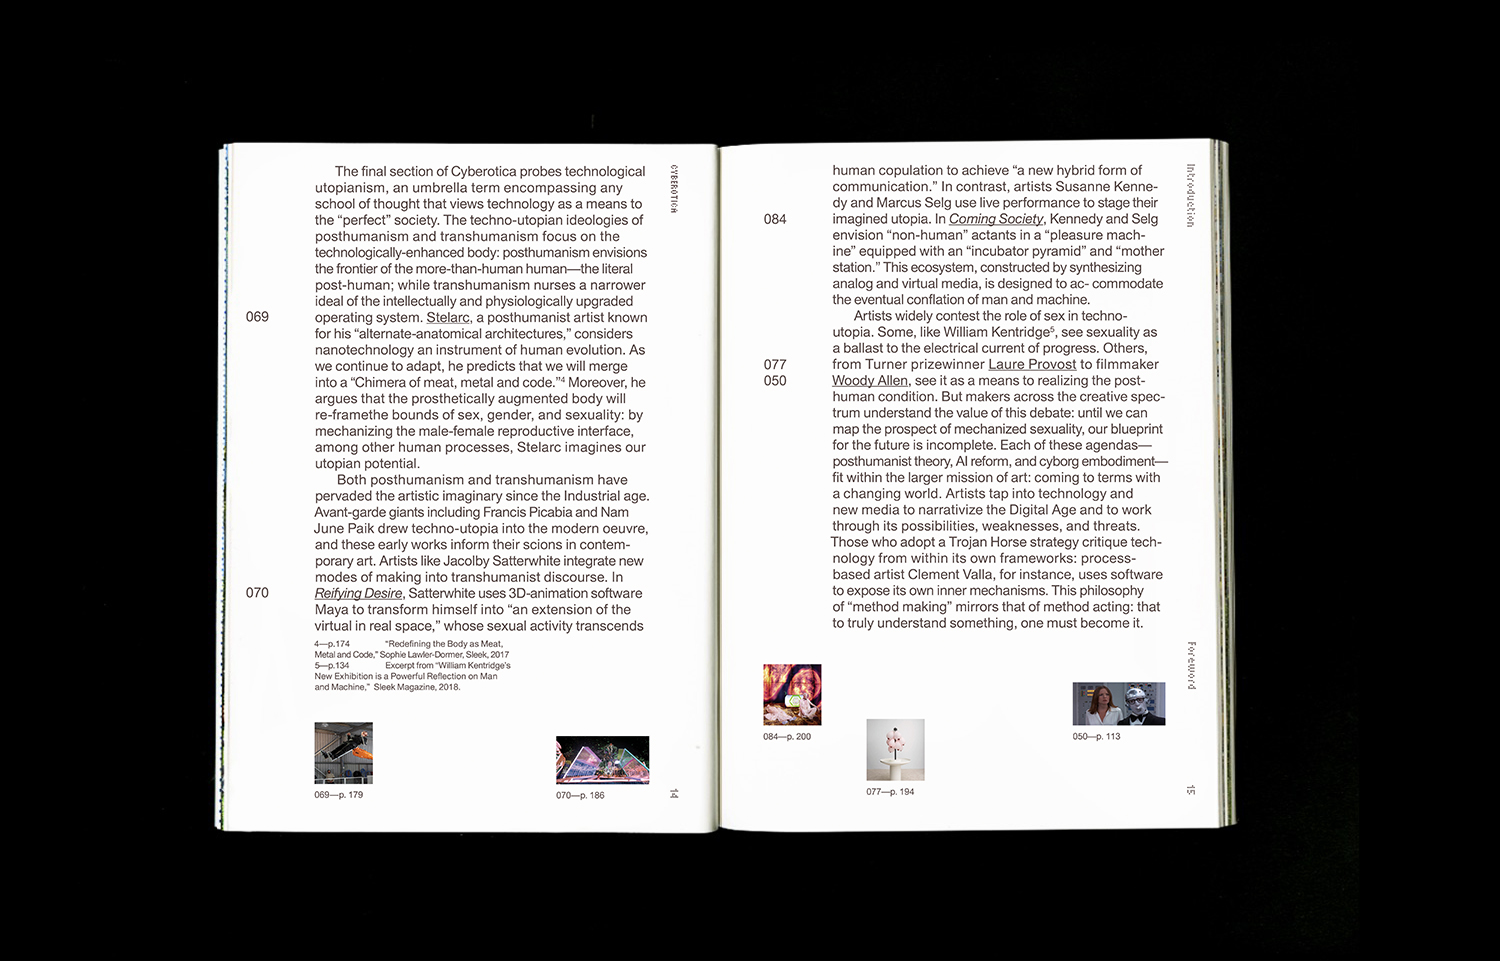 The final section of Cyberotica probes technological
utopianism, an umbrella term encompassing any
school of thought that views technology as a means to
the “perfect” society. The techno-utopian ideologies of
posthumanism and transhumanism focus on the
technologically-enhanced body: posthumanism envisions
the frontier of the more-than-human human—the literal
post-human; while transhumanism nurses a narrower
ideal of the intellectually and physiologically upgraded
069
operating system. Stelarc, a posthumanist artist known
for his “alternate-anatomical architectures,” considers
nanotechnology an instrument of human evolution. As
we continue to adapt, he predicts that we will merge
into a “Chimera of meat, metal and code.”4 Moreover, he
argues that the prosthetically augmented body will
re-framethe bounds of sex, gender, and sexuality: by
mechanizing the male-female reproductive interface,
among other human processes, Stelarc imagines our
utopian potential.
Both posthumanism and transhumanism have
pervaded the artistic imaginary since the Industrial age.
Avant-garde giants including Francis Picabia and Nam
June Paik drew techno-utopia into the modern oeuvre,
and these early works inform their scions in contem-
porary art. Artists like Jacolby Satterwhite integrate new
modes of making into transhumanist discourse. In
070
Reifying Desire, Satterwhite uses 3D-animation software
Maya to transform himself into “an extension of the
virtual in real space,” whose sexual activity transcends
4—p.174 “Redefining the Body as Meat,
Metal and Code,” Sophie Lawler-Dormer, Sleek, 2017
5—p.134 Excerpt from “William Kentridge’s
New Exhibition is a Powerful Reflection on Man
and Machine,” Sleek Magazine, 2018.
069—p. 179
070—p. 186
CYBEROTICA
14
human copulation to achieve “a new hybrid form of
communication.” In contrast, artists Susanne Kenne-
dy and Marcus Selg use live performance to stage their
084
imagined utopia. In Coming Society, Kennedy and Selg
envision “non-human” actants in a “pleasure mach-
ine” equipped with an “incubator pyramid” and “mother
station.” This ecosystem, constructed by synthesizing
analog and virtual media, is designed to ac- commodate
the eventual conflation of man and machine.
Artists widely contest the role of sex in techno-
utopia. Some, like William Kentridge5, see sexuality as
a ballast to the electrical current of progress. Others,
077
from Turner prizewinner Laure Provost to filmmaker
050
Woody Allen, see it as a means to realizing the post-
human condition. But makers across the creative spec-
trum understand the value of this debate: until we can
map the prospect of mechanized sexuality, our blueprint
for the future is incomplete. Each of these agendas—
posthumanist theory, AI reform, and cyborg embodiment—
fit within the larger mission of art: coming to terms with
a changing world. Artists tap into technology and
new media to narrativize the Digital Age and to work
through its possibilities, weaknesses, and threats.
Those who adopt a Trojan Horse strategy critique tech-
nology from within its own frameworks: process-
based artist Clement Valla, for instance, uses software
to expose its own inner mechanisms. This philosophy
of “method making” mirrors that of method acting: that
to truly understand something, one must become it.
084—p. 200
077—p. 194
050—p. 113
Introduction
Foreword
15